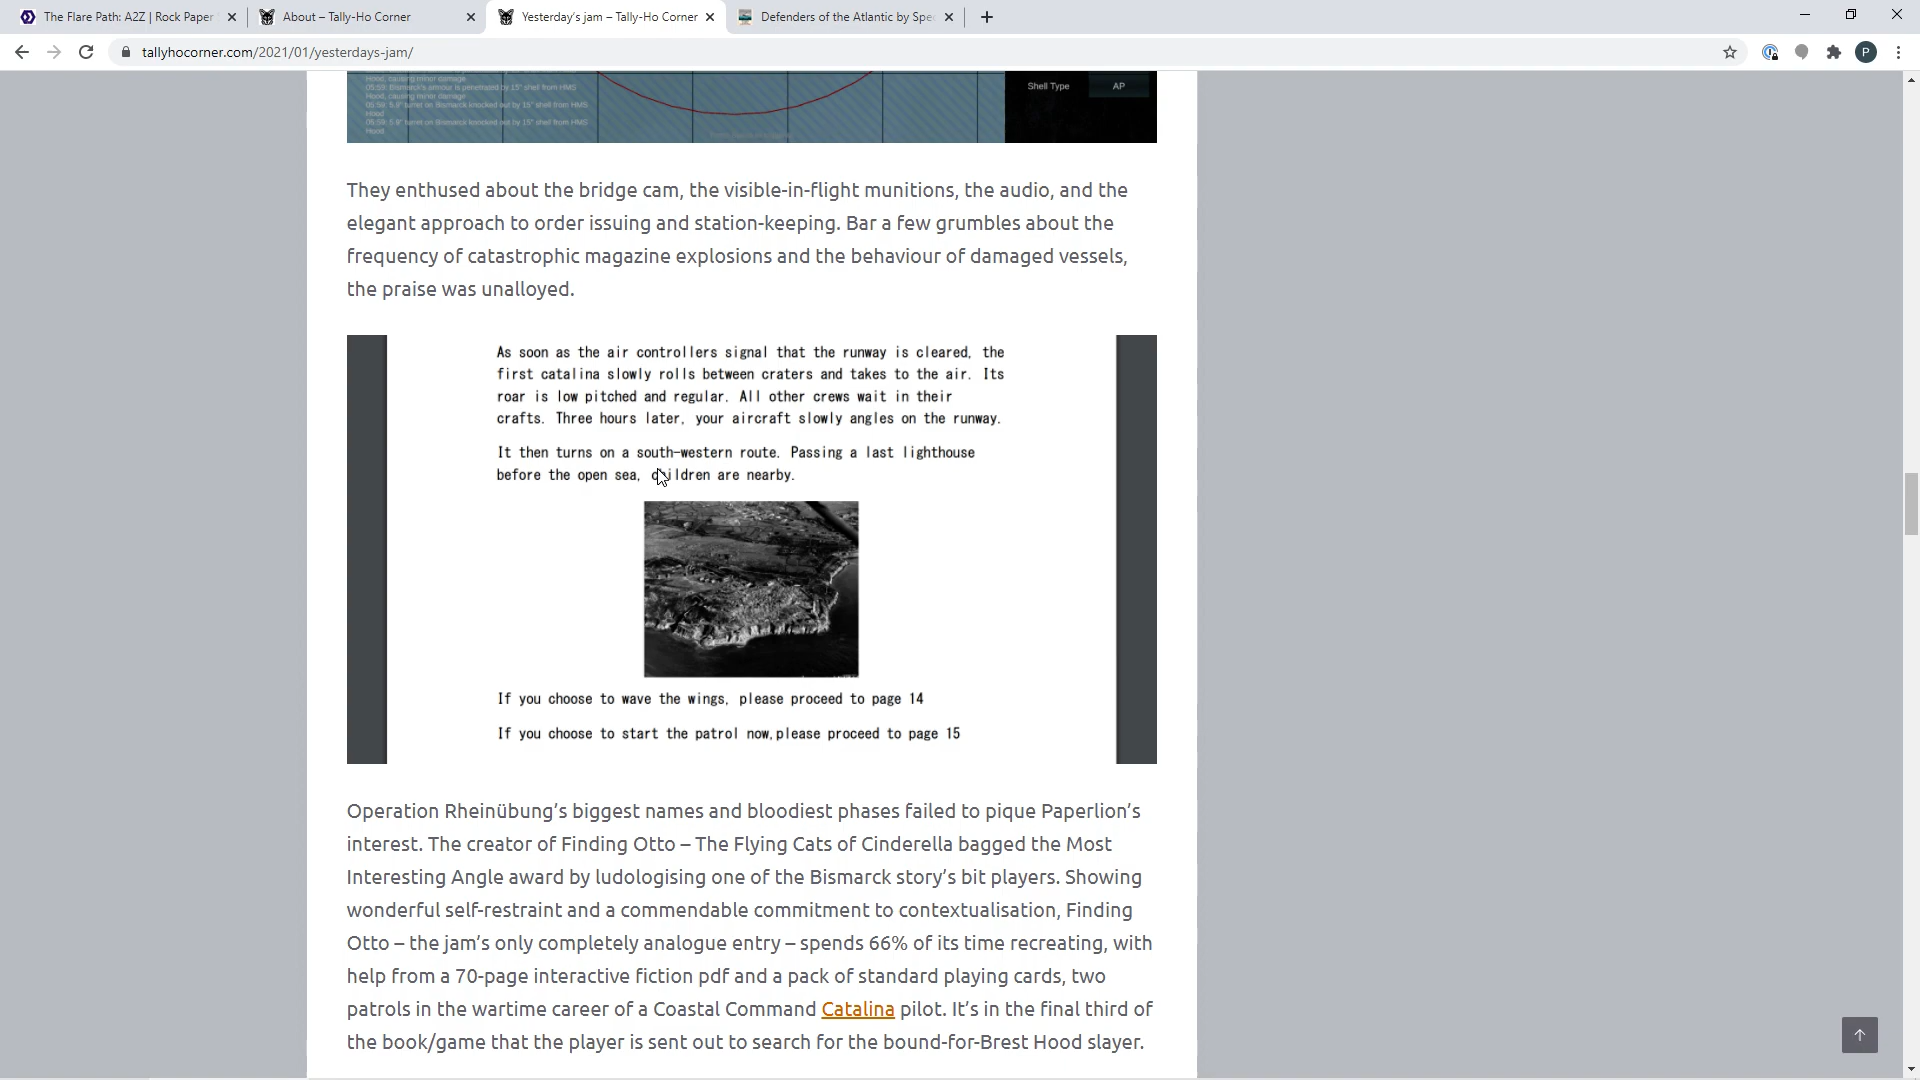 The Flare Path: A2Z | Rock Paper
About – Tally-Ho Corner
Yesterday's jam – Tally-Ho Corner
Defenders of the Atlantic by Spe
tallyhocorner.com/2021/01/yesterdays-jam/
P
Hood, causing minor damage
05:59: Bismarck's armour is penetrated by 15" shell from HMS
Hood, causing minor damage
05:59: 5.9" turret on Bismarck knocked out by 15" shell from HMS
Hood
05:59: 5.9" turret on Bismarck knocked out by 15" shell from HMS
Hood
Shell Type
AP
They enthused about the bridge cam, the visible-in-flight munitions, the audio, and the
elegant approach to order issuing and station-keeping. Bar a few grumbles about the
frequency of catastrophic magazine explosions and the behaviour of damaged vessels,
the praise was unalloyed.
As soon as the air controllers signal that the runway is cleared, the
first catalina slowly rolls between craters and takes to the air. Its
roar is low pitched and regular. All other crews wait in their
crafts. Three hours later, your aircraft slowly angles on the runway.
It then turns on a south-western route. Passing a last lighthouse
before the open sea, children are nearby.
If you choose to wave the wings, please proceed to page 14
If you choose to start the patrol now,please proceed to page 15
Operation Rheinübung's biggest names and bloodiest phases failed to pique Paperlion's
interest. The creator of Finding Otto – The Flying Cats of Cinderella bagged the Most
Interesting Angle award by ludologising one of the Bismarck story's bit players. Showing
wonderful self-restraint and a commendable commitment to contextualisation, Finding
Otto – the jam's only completely analogue entry – spends 66% of its time recreating, with
help from a 70-page interactive fiction pdf and a pack of standard playing cards, two
patrols in the wartime career of a Coastal Command Catalina pilot. It's in the final third of
the book/game that the player is sent out to search for the bound-for-Brest Hood slayer.